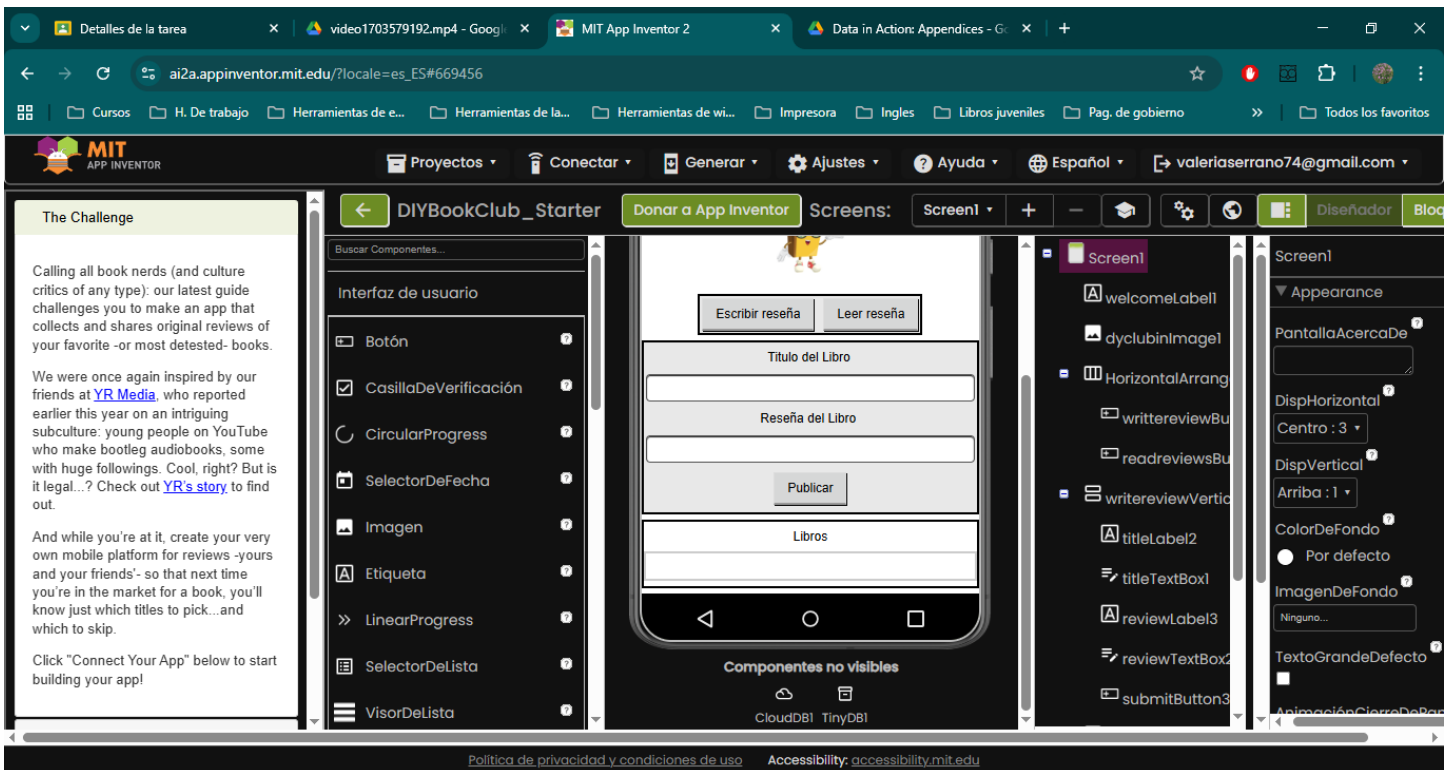 Detalles de la tarea
video1703579192.mp4 - Google
MIT App Inventor 2
Data in Action: Appendices - Go
ai2a.appinventor.mit.edu/?locale=es_ES#669456
Cursos
H. De trabajo
Herramientas de e...
Herramientas de la...
Herramientas de wi...
Impresora
Ingles
Libros juveniles
Pag. de gobierno
Todos los favoritos
MIT
APP INVENTOR
Proyectos
Conectar
Generar
Ajustes
Ayuda
Español
valeriaserrano74@gmail.com
DIYBookClub_Starter
Donar a App Inventor
Screens:
Screen1
Diseñador
Bloq
The Challenge
Calling all book nerds (and culture
critics of any type): our latest guide
challenges you to make an app that
collects and shares original reviews of
your favorite -or most detested- books.
We were once again inspired by our
friends at YR Media, who reported
earlier this year on an intriguing
subculture: young people on YouTube
who make bootleg audiobooks, some
with huge followings. Cool, right? But is
it legal...? Check out YR's story to find
out.
And while you're at it, create your very
own mobile platform for reviews -yours
and your friends'- so that next time
you're in the market for a book, you'll
know just which titles to pick...and
which to skip.
Click "Connect Your App" below to start
building your app!
Buscar Componentes...
Interfaz de usuario
Botón
CasillaDeVerificación
CircularProgress
SelectorDeFecha
Imagen
Etiqueta
LinearProgress
SelectorDeLista
VisorDeLista
Escribir reseña
Leer reseña
Titulo del Libro
Reseña del Libro
Publicar
Libros
Componentes no visibles
CloudDB1
TinyDB1
Screen1
welcomeLabel1
dyclubinImage1
HorizontalArrang
writtereviewBu
readreviewsBu
writereviewVertic
titleLabel2
titleTextBox1
reviewLabel3
reviewTextBox2
submitButton3
Screen1
Appearance
PantallaAcercaDe
DispHorizontal
Centro : 3
DispVertical
Arriba : 1
ColorDeFondo
Por defecto
ImagenDeFondo
Ninguno...
TextoGrandeDefecto
AnimaciónCierreDePan
Política de privacidad y condiciones de uso
Accessibility: accessibility.mit.edu